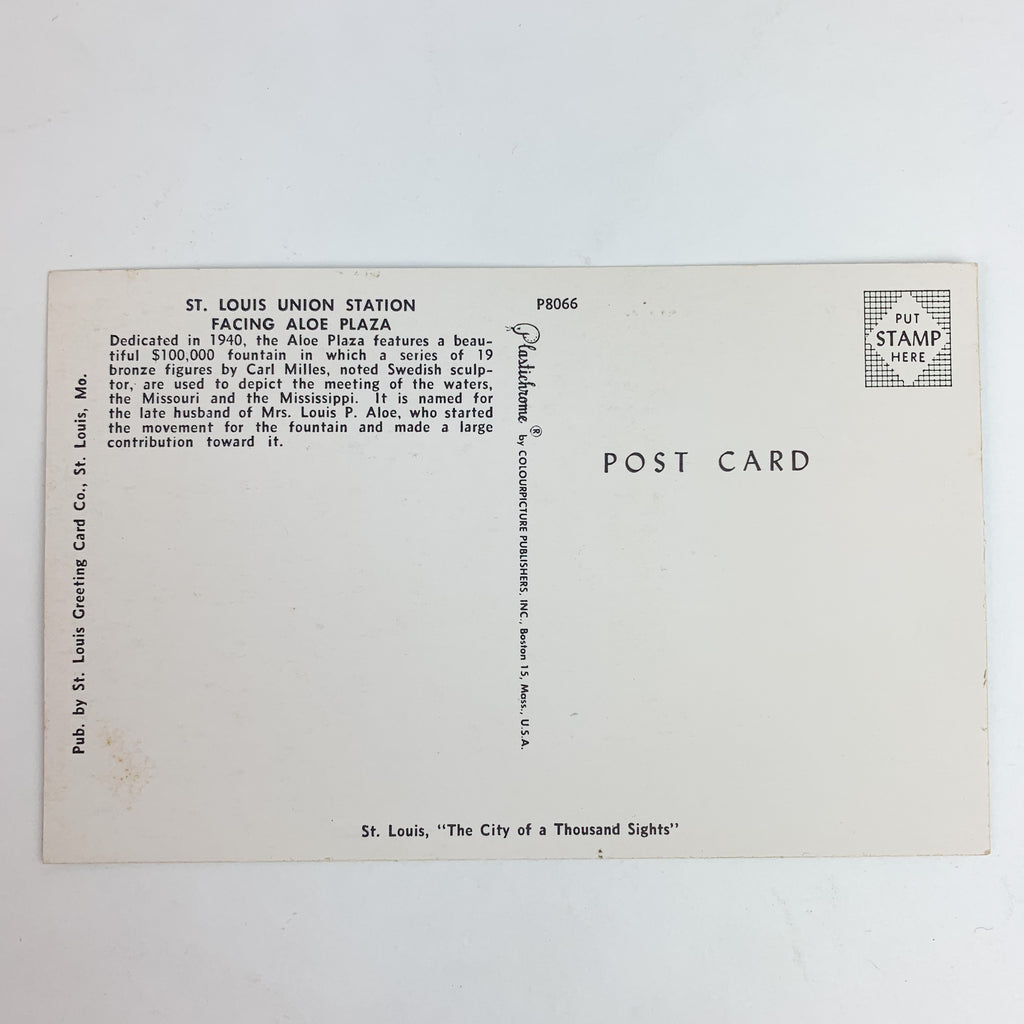 ST. LOUIS UNION STATION
FACING ALOE PLAZA
Dedicated in 1940, the Aloe Plaza features a beau-
tiful $100,000 fountain in which a series of 19
bronze figures by Carl Milles, noted Swedish sculp-
tor, are used to depict the meeting of the waters,
the Missouri and the Mississippi. It is named for
the late husband of Mrs. Louis P. Aloe, who started
the movement for the fountain and made a large
contribution toward it.
Pub. by St. Louis Greeting Card Co., St. Louis, Mo.
P8066
Plastichrome ® by COLOURPICTURE PUBLISHERS, INC., Boston 15, Mass., U.S.A.
PUT
STAMP
HERE
POST CARD
St. Louis, "The City of a Thousand Sights"